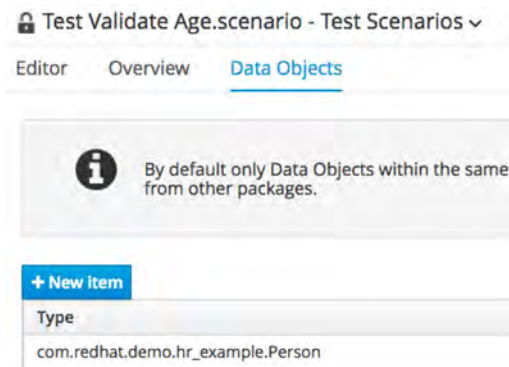 Test Validate Age.scenario - Test Scenarios
Editor Overview Data Objects
By default only Data Objects within the same
from other packages.
+ New item
Type
com.redhat.demo.hr_example.Person